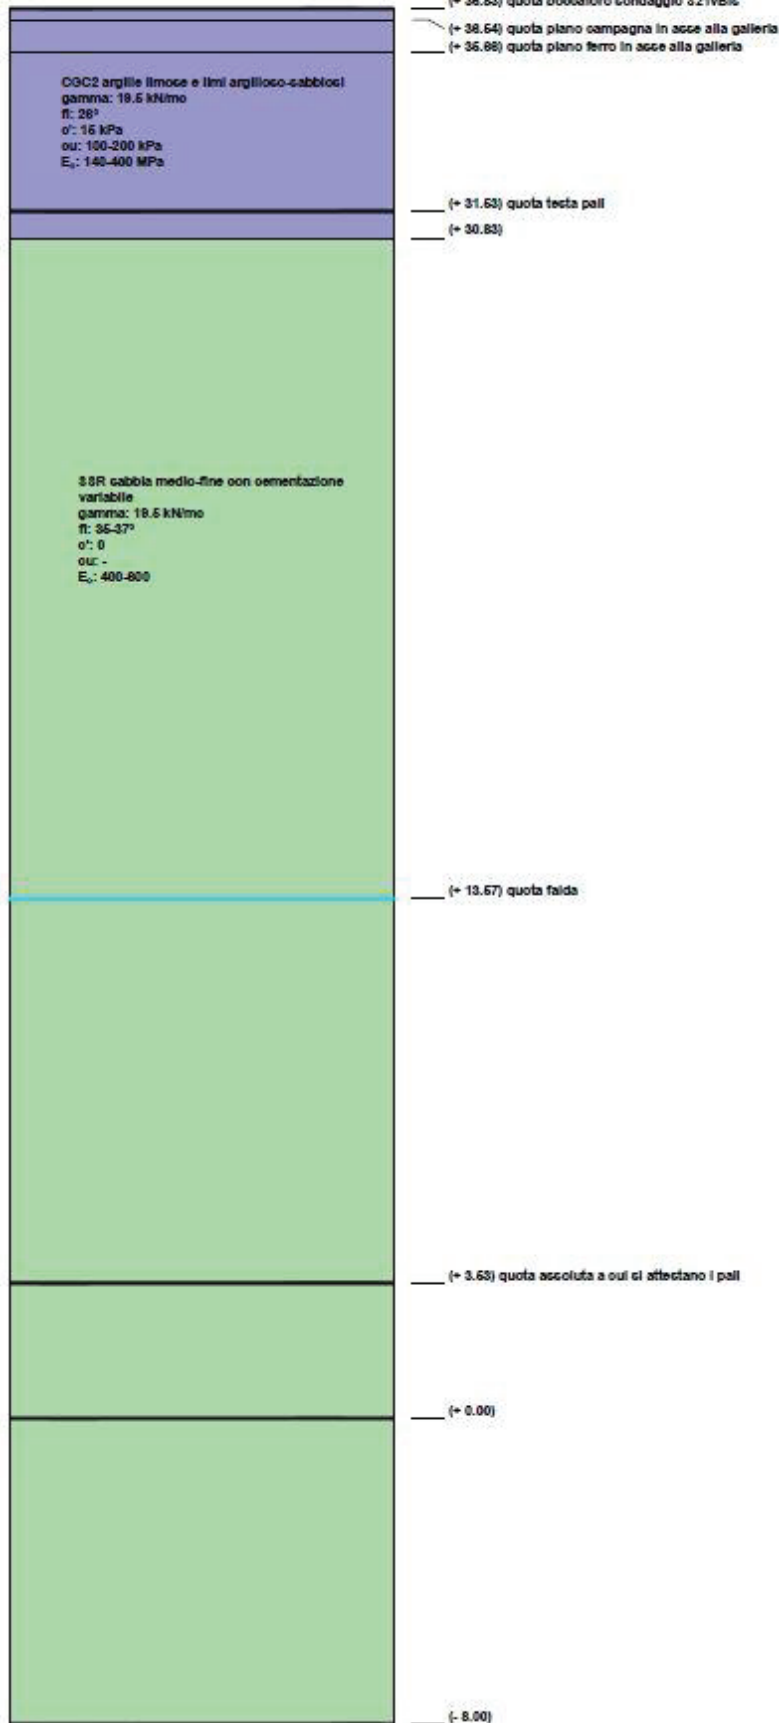 quota boccaforo sondaggio
(+ 36.54) quota piano campagna in asse alla galleria
(+ 35.66) quota piano ferro in asse alla galleria
CGC2 argille limose e limi argilloso-sabbiosi
gamma: 19.5 kN/mc
fi: 26°
c': 15 kPa
cu: 100-200 kPa
Eₒ: 140-400 MPa
(+ 31.53) quota testa pali
(+ 30.83)
SSR sabbia medio-fine con cementazione
variabile
gamma: 19.5 kN/mc
fi: 35-37°
c': 0
cu: -
Eₒ: 400-800
(+ 13.57) quota falda
(+ 3.53) quota assoluta a cui si attestano i pali
(+ 0.00)
(- 8.00)